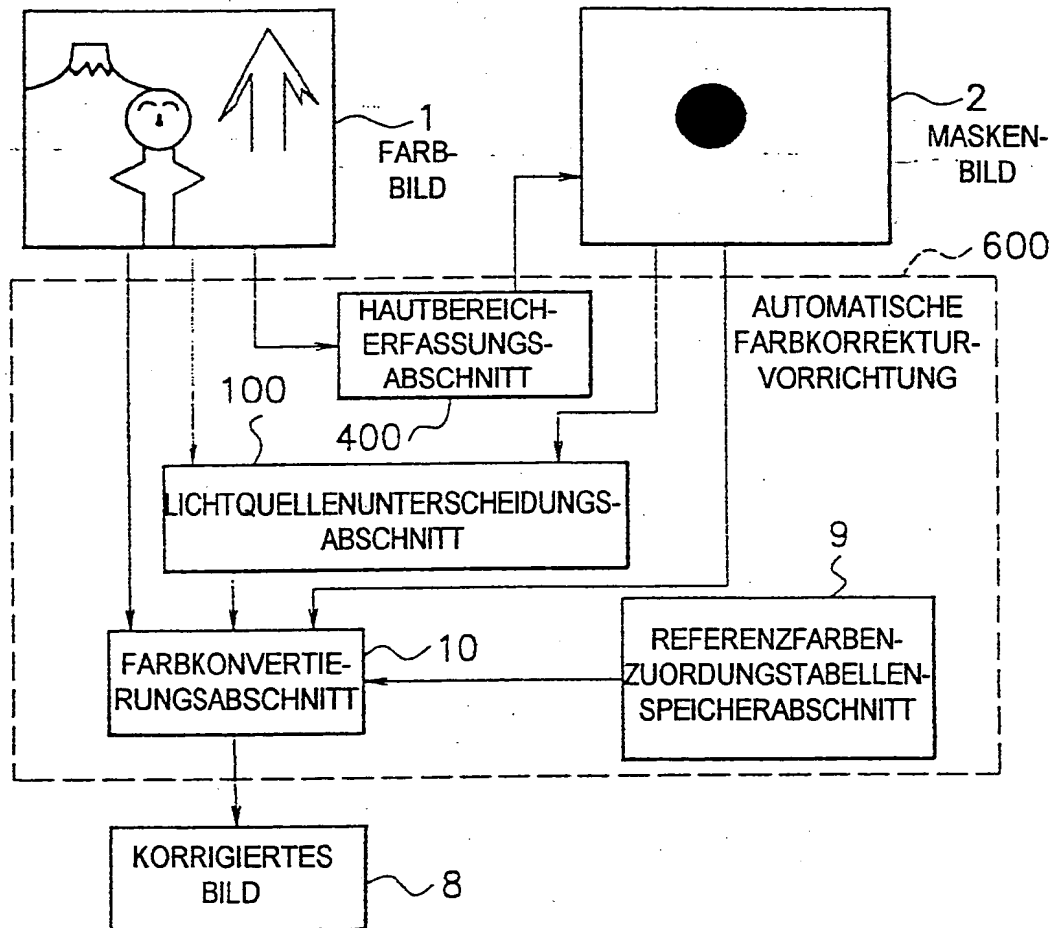 1
FARB-
BILD
2
MASKEN-
BILD
600
AUTOMATISCHE
FARBKORREKTUR-
VORRICHTUNG
HAUTBEREICH-
ERFASSUNGS-
ABSCHNITT
400
100
LICHTQUELLENUNTERSCHEIDUNGS-
ABSCHNITT
9
REFERENZFARBEN-
ZUORDUNGSTABELLEN-
SPEICHERABSCHNITT
FARBKONVERTIE-
RUNGSABSCHNITT
10
KORRIGIERTES
BILD
8